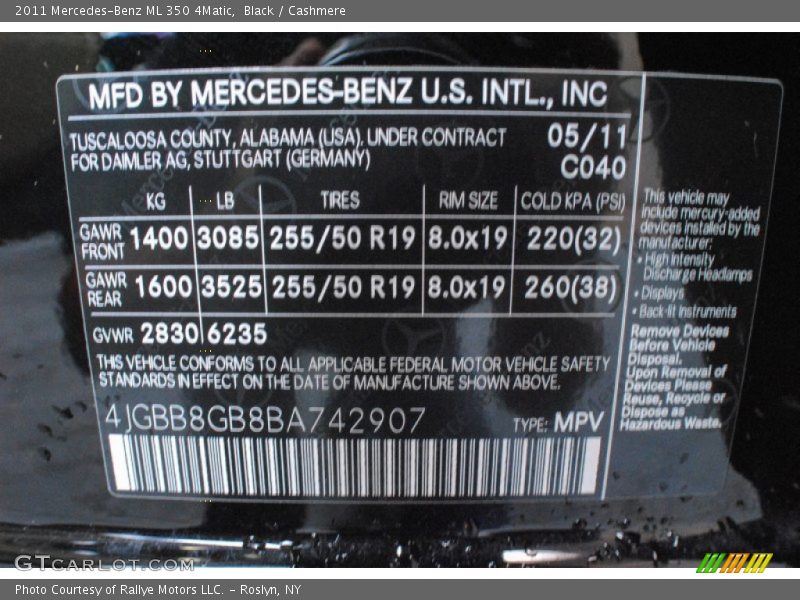 2011 Mercedes-Benz ML 350 4Matic,  Black / Cashmere
MFD BY MERCEDES-BENZ U.S. INTL., INC
TUSCALOOSA COUNTY, ALABAMA (USA), UNDER CONTRACT
FOR DAIMLER AG, STUTTGART (GERMANY)
05/11
C040
KG LB TIRES RIM SIZE COLD KPA (PSI)
GAWR FRONT 1400 3085 255/50 R19 8.0x19 220(32)
GAWR REAR 1600 3525 255/50 R19 8.0x19 260(38)
GVWR 2830 6235
THIS VEHICLE CONFORMS TO ALL APPLICABLE FEDERAL MOTOR VEHICLE SAFETY
STANDARDS IN EFFECT ON THE DATE OF MANUFACTURE SHOWN ABOVE.
4JGBB8GB8BA742907 TYPE: MPV
This vehicle may
include mercury-added
devices installed by the
manufacturer:
• High Intensity
Discharge Headlamps
• Displays
• Back-lit Instruments
Remove Devices
Before Vehicle
Disposal.
Upon Removal of
Devices Please
Reuse, Recycle or
Dispose as
Hazardous Waste.
GTCARLOT.COM
Photo Courtesy of Rallye Motors LLC.  - Roslyn, NY